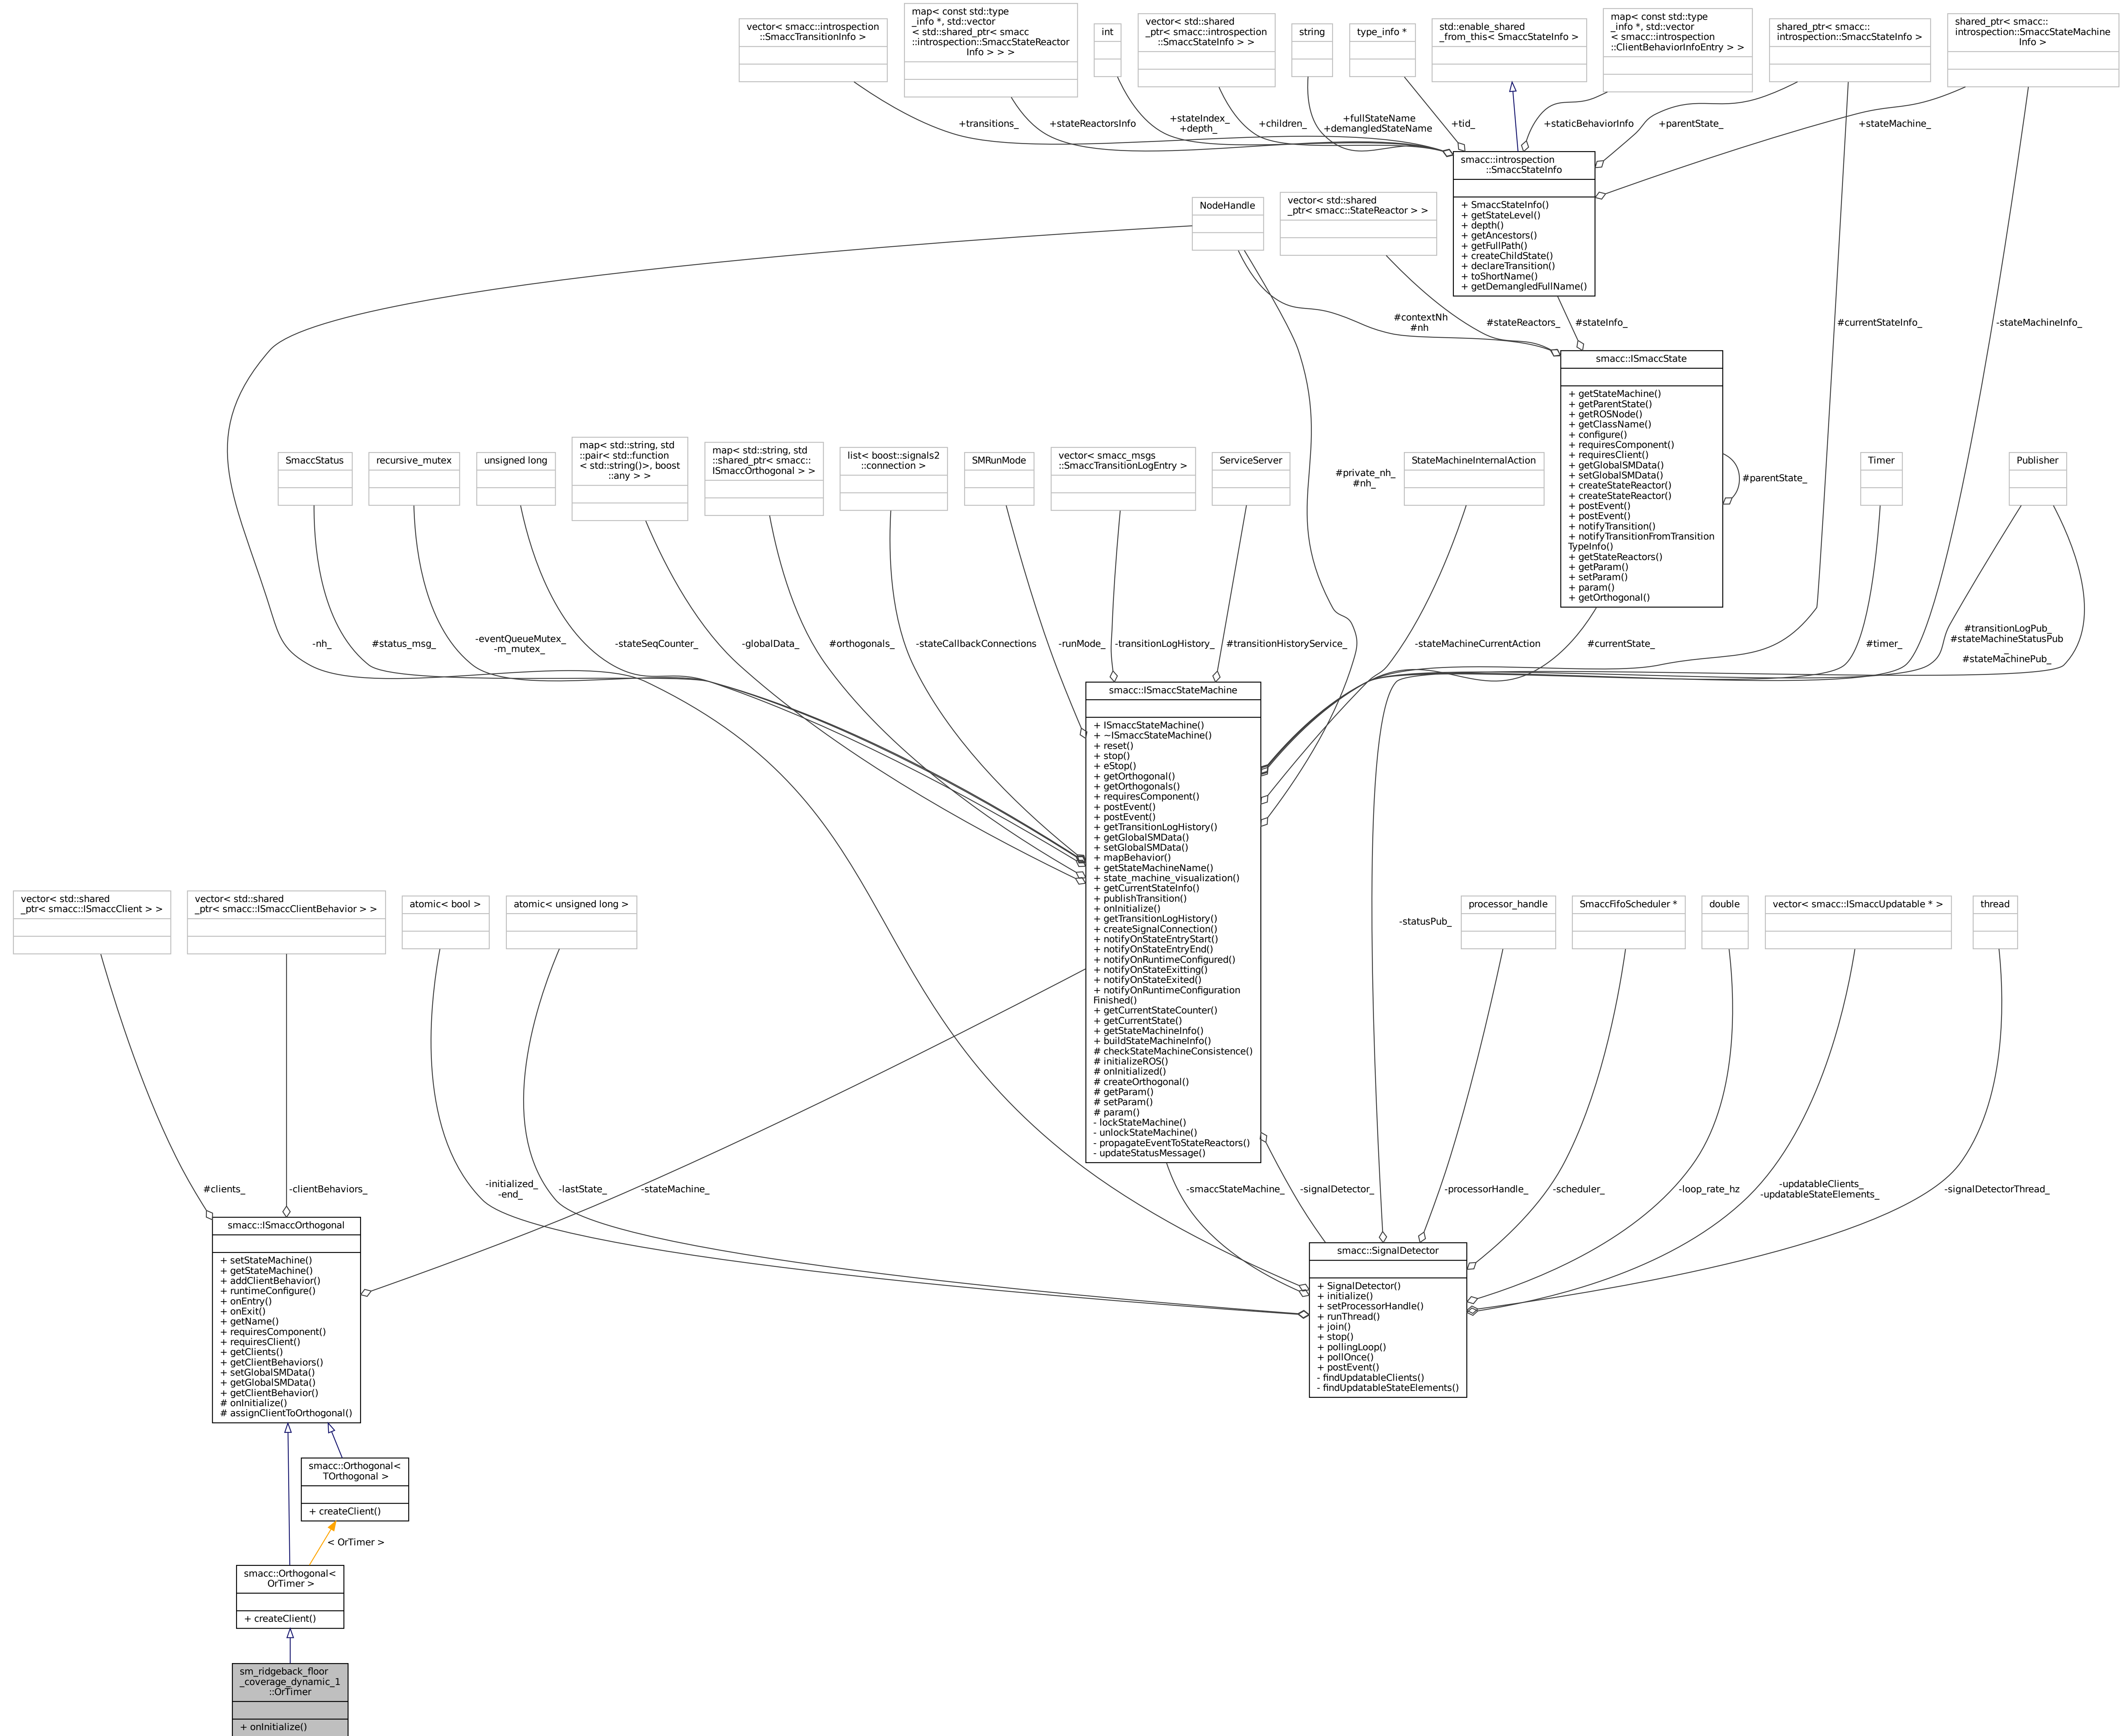 vector< smacc::introspection
::SmaccTransitionInfo >
map< const std::type
_info *, std::vector
< std::shared_ptr< smacc
::introspection::SmaccStateReactor
Info > > >
int
vector< std::shared
_ptr< smacc::introspection
::SmaccStateInfo > >
string
type_info *
std::enable_shared
_from_this< SmaccStateInfo >
map< const std::type
_info *, std::vector
< smacc::introspection
::ClientBehaviorInfoEntry > >
shared_ptr< smacc::
introspection::SmaccStateInfo >
shared_ptr< smacc::
introspection::SmaccStateMachine
Info >
+transitions_
+stateReactorsInfo
+stateIndex_
+depth_
+children_
+fullStateName
+demangledStateName
+tid_
+staticBehaviorInfo
+parentState_
+stateMachine_
smacc::introspection
::SmaccStateInfo
+ SmaccStateInfo()
+ getStateLevel()
+ depth()
+ getAncestors()
+ getFullPath()
+ createChildState()
+ declareTransition()
+ toShortName()
+ getDemangledFullName()
NodeHandle
vector< std::shared
_ptr< smacc::StateReactor > >
#contextNh
#nh
#stateReactors_
#stateInfo_
#currentStateInfo_
-stateMachineInfo_
smacc::ISmaccState
+ getStateMachine()
+ getParentState()
+ getROSNode()
+ getClassName()
+ configure()
+ requiresComponent()
+ requiresClient()
+ getGlobalSMData()
+ setGlobalSMData()
+ createStateReactor()
+ createStateReactor()
+ postEvent()
+ postEvent()
+ notifyTransition()
+ notifyTransitionFromTransition
TypeInfo()
+ getStateReactors()
+ getParam()
+ setParam()
+ param()
+ getOrthogonal()
#parentState_
SmaccStatus
recursive_mutex
unsigned long
map< std::string, std
::pair< std::function
< std::string()>, boost
::any > >
map< std::string, std
::shared_ptr< smacc::
ISmaccOrthogonal > >
list< boost::signals2
::connection >
SMRunMode
vector< smacc_msgs
::SmaccTransitionLogEntry >
ServiceServer
#private_nh_
#nh_
StateMachineInternalAction
Timer
Publisher
-nh_
#status_msg_
-eventQueueMutex_
-m_mutex_
-stateSeqCounter_
-globalData_
#orthogonals_
-stateCallbackConnections
-runMode_
-transitionLogHistory_
#transitionHistoryService_
-stateMachineCurrentAction
#currentState_
#timer_
#transitionLogPub_
#stateMachineStatusPub
_
#stateMachinePub_
smacc::ISmaccStateMachine
+ ISmaccStateMachine()
+ ~ISmaccStateMachine()
+ reset()
+ stop()
+ eStop()
+ getOrthogonal()
+ getOrthogonals()
+ requiresComponent()
+ postEvent()
+ postEvent()
+ getTransitionLogHistory()
+ getGlobalSMData()
+ setGlobalSMData()
+ mapBehavior()
+ getStateMachineName()
+ state_machine_visualization()
+ getCurrentStateInfo()
+ publishTransition()
+ onInitialize()
+ getTransitionLogHistory()
+ createSignalConnection()
+ notifyOnStateEntryStart()
+ notifyOnStateEntryEnd()
+ notifyOnRuntimeConfigured()
+ notifyOnStateExitting()
+ notifyOnStateExited()
+ notifyOnRuntimeConfiguration
Finished()
+ getCurrentStateCounter()
+ getCurrentState()
+ getStateMachineInfo()
+ buildStateMachineInfo()
# checkStateMachineConsistence()
# initializeROS()
# onInitialized()
# createOrthogonal()
# getParam()
# setParam()
# param()
- lockStateMachine()
- unlockStateMachine()
- propagateEventToStateReactors()
- updateStatusMessage()
vector< std::shared
_ptr< smacc::ISmaccClient > >
vector< std::shared
_ptr< smacc::ISmaccClientBehavior > >
atomic< bool >
atomic< unsigned long >
-statusPub_
processor_handle
SmaccFifoScheduler *
double
vector< smacc::ISmaccUpdatable * >
thread
#clients_
-clientBehaviors_
-initialized_
-end_
-lastState_
-stateMachine_
-smaccStateMachine_
-signalDetector_
-processorHandle_
-scheduler_
-loop_rate_hz
-updatableClients_
-updatableStateElements_
-signalDetectorThread_
smacc::ISmaccOrthogonal
+ setStateMachine()
+ getStateMachine()
+ addClientBehavior()
+ runtimeConfigure()
+ onEntry()
+ onExit()
+ getName()
+ requiresComponent()
+ requiresClient()
+ getClients()
+ getClientBehaviors()
+ setGlobalSMData()
+ getGlobalSMData()
+ getClientBehavior()
# onInitialize()
# assignClientToOrthogonal()
smacc::SignalDetector
+ SignalDetector()
+ initialize()
+ setProcessorHandle()
+ runThread()
+ join()
+ stop()
+ pollingLoop()
+ pollOnce()
+ postEvent()
- findUpdatableClients()
- findUpdatableStateElements()
smacc::Orthogonal<
TOrthogonal >
+ createClient()
< OrTimer >
smacc::Orthogonal<
OrTimer >
+ createClient()
sm_ridgeback_floor
_coverage_dynamic_1
::OrTimer
+ onInitialize()